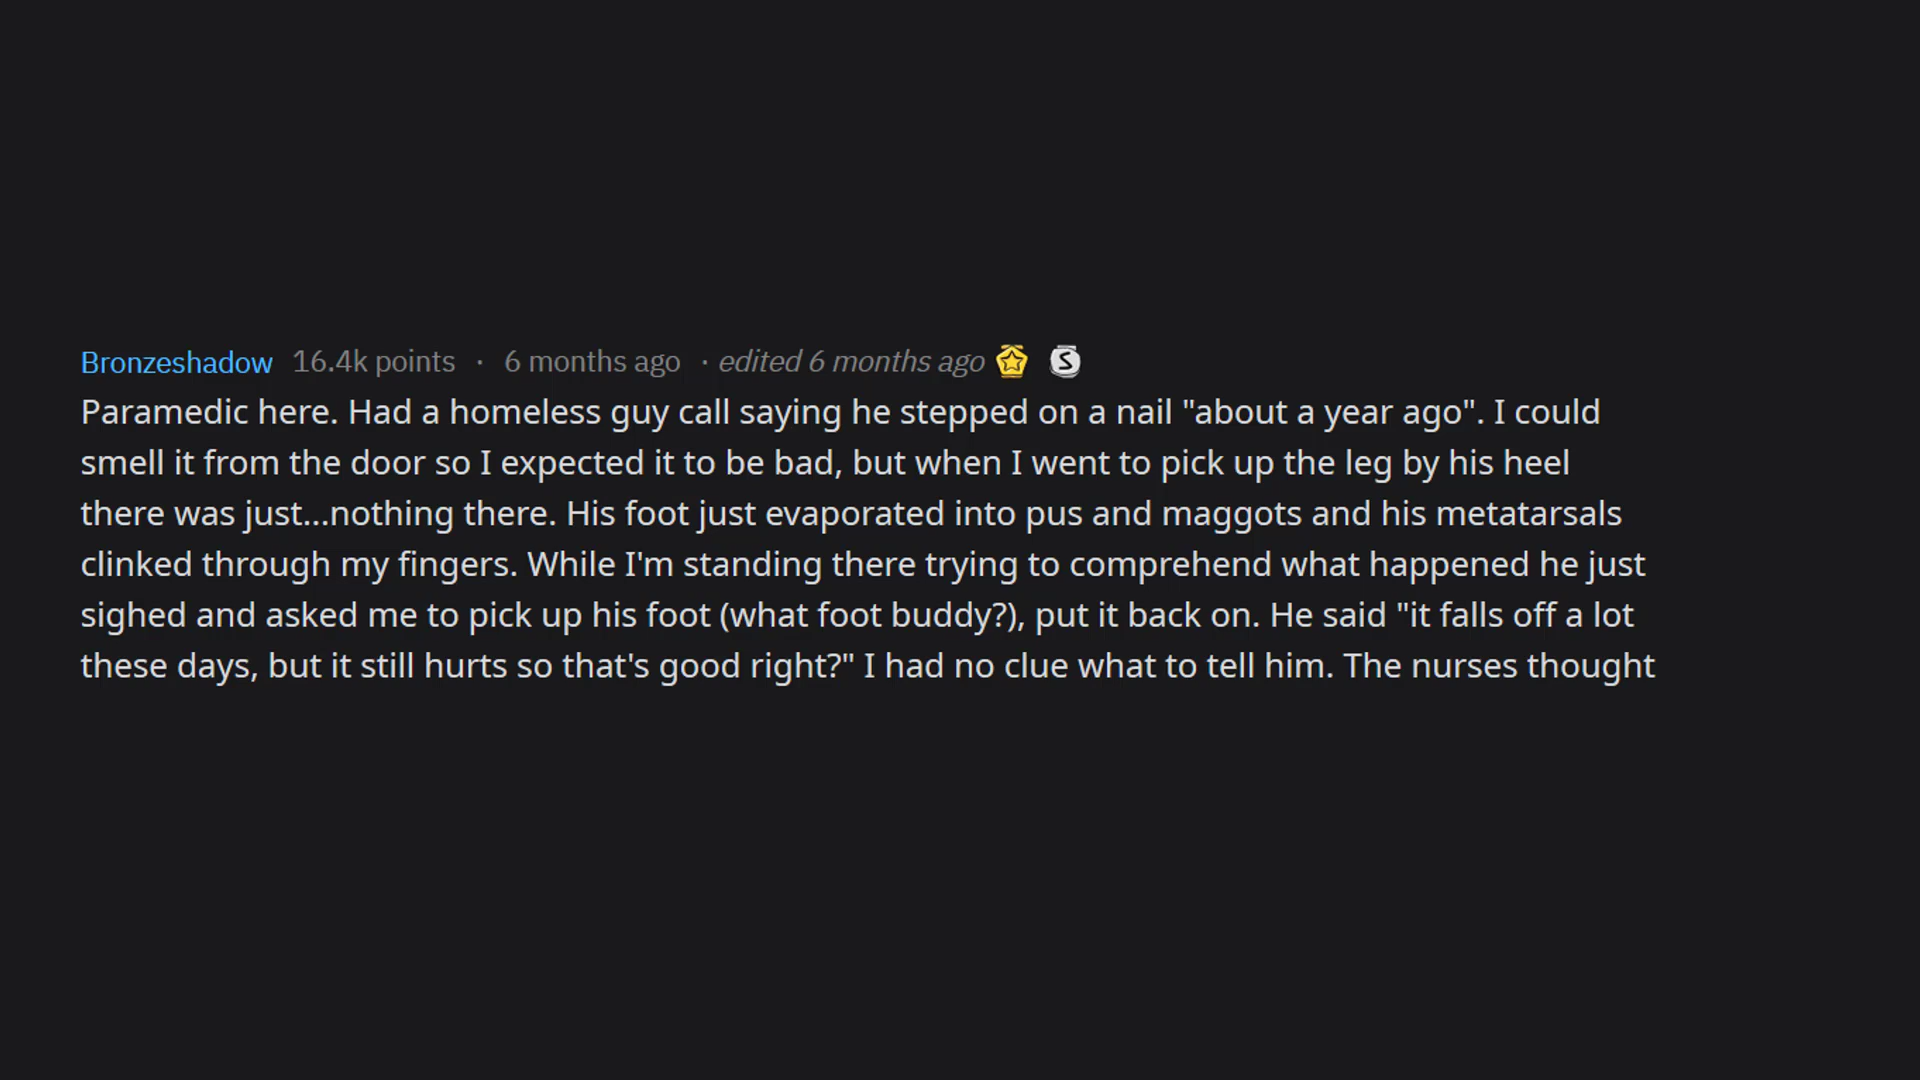 Bronzeshadow 16.4k points · 6 months ago · edited 6 months ago S
Paramedic here. Had a homeless guy call saying he stepped on a nail "about a year ago". I could
smell it from the door so I expected it to be bad, but when I went to pick up the leg by his heel
there was just...nothing there. His foot just evaporated into pus and maggots and his metatarsals
clinked through my fingers. While I'm standing there trying to comprehend what happened he just
sighed and asked me to pick up his foot (what foot buddy?), put it back on. He said "it falls off a lot
these days, but it still hurts so that's good right?" I had no clue what to tell him. The nurses thought